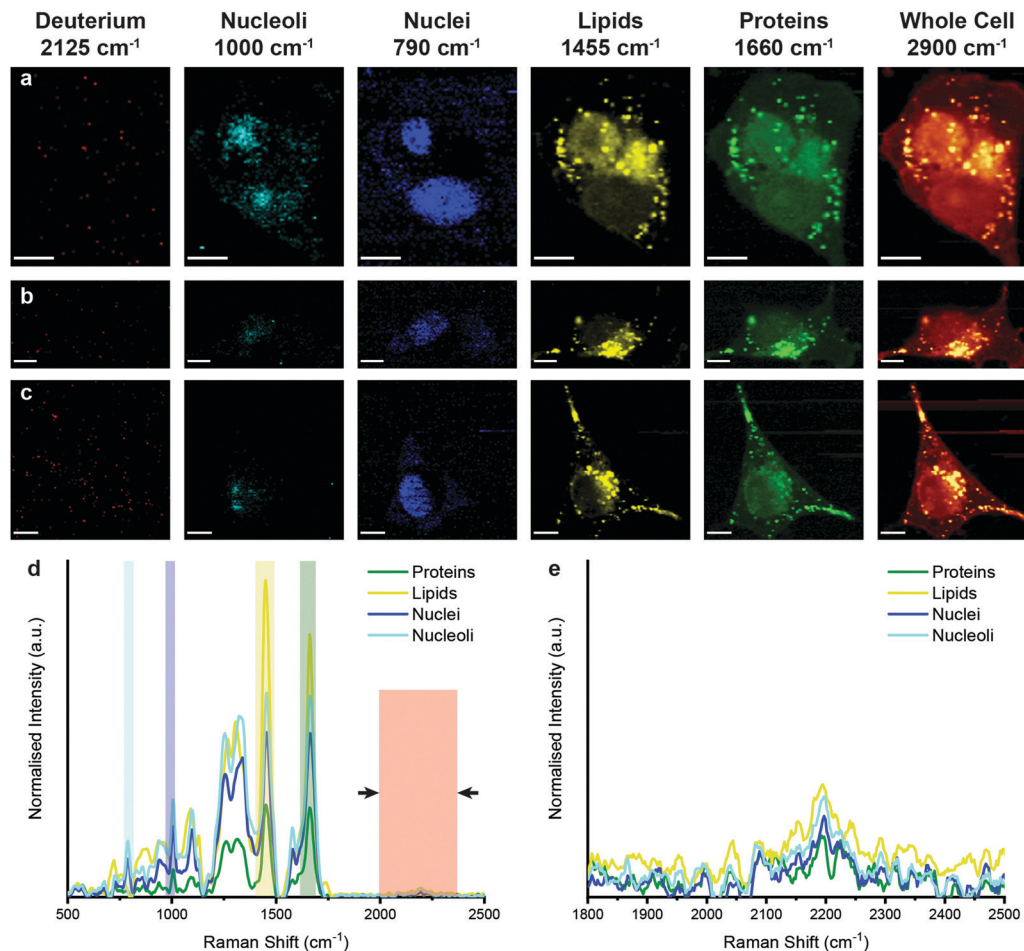 Deuterium Nucleoli Nuclei Lipids Proteins Whole Cell
2125 cm⁻¹ 1000 cm⁻¹ 790 cm⁻¹ 1455 cm⁻¹ 1660 cm⁻¹ 2900 cm⁻¹
a
b
c
d
Proteins
Lipids
Nuclei
Nucleoli
Normalised Intensity (a.u.)
500 1000 1500 2000 2500
Raman Shift (cm⁻¹)
e
Proteins
Lipids
Nuclei
Nucleoli
Normalised Intensity (a.u.)
1800 1900 2000 2100 2200 2300 2400 2500
Raman Shift (cm⁻¹)